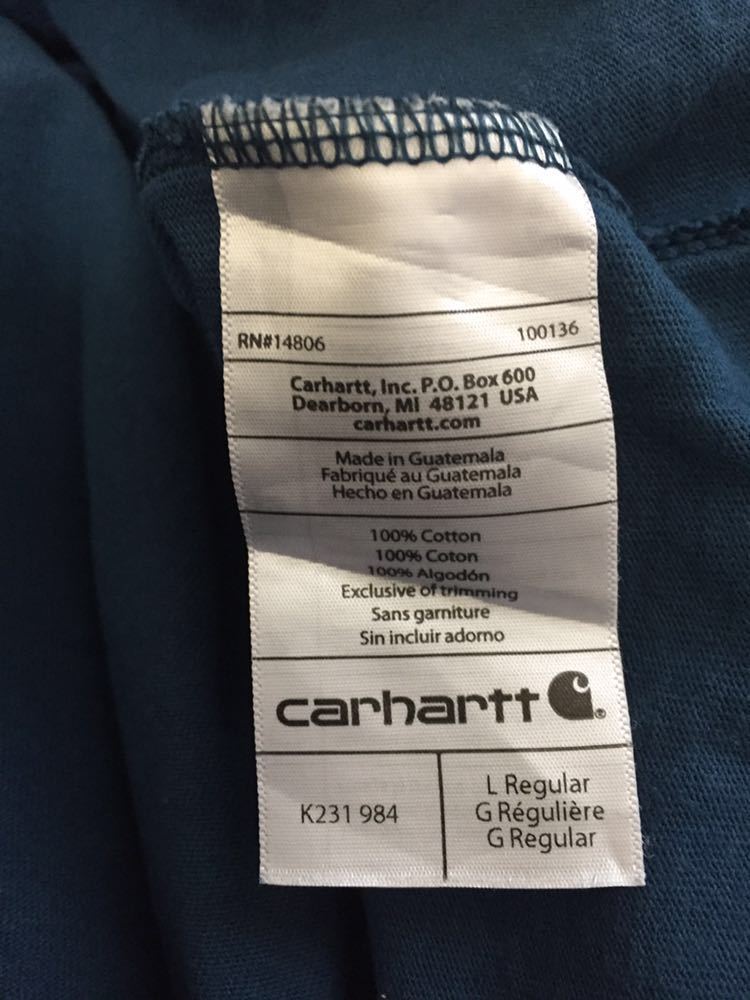 RN#14806 100136
Carhartt, Inc. P.O. Box 600
Dearborn, MI 48121 USA
carhartt.com
Made in Guatemala
Fabriqué au Guatemala
Hecho en Guatemala
100% Cotton
100% Coton
100% Algodón
Exclusive of trimming
Sans garniture
Sin incluir adorno
carhartt
K231 984
L Regular
G Régulière
G Regular